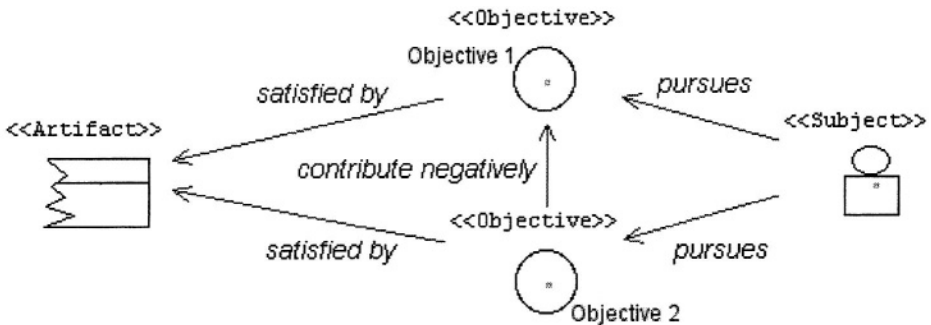 <<Objective>>
Objective 1
satisfied by
pursues
<<Artifact>>
<<Subject>>
contribute negatively
<<Objective>>
satisfied by
pursues
Objective 2